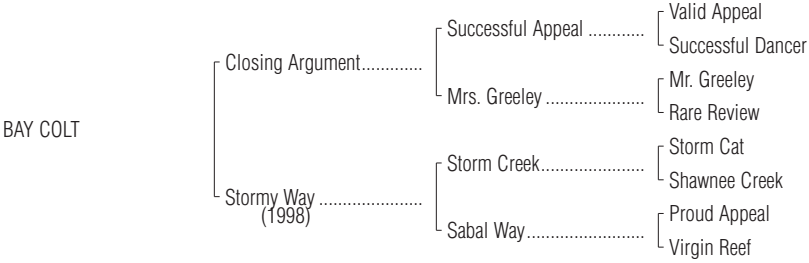 Valid Appeal
Successful Appeal ............
Successful Dancer
Closing Argument.............
Mr. Greeley
Mrs. Greeley .....................
Rare Review
BAY COLT
Storm Cat
Storm Creek......................
Shawnee Creek
Stormy Way ......................
(1998)
Proud Appeal
Sabal Way.........................
Virgin Reef